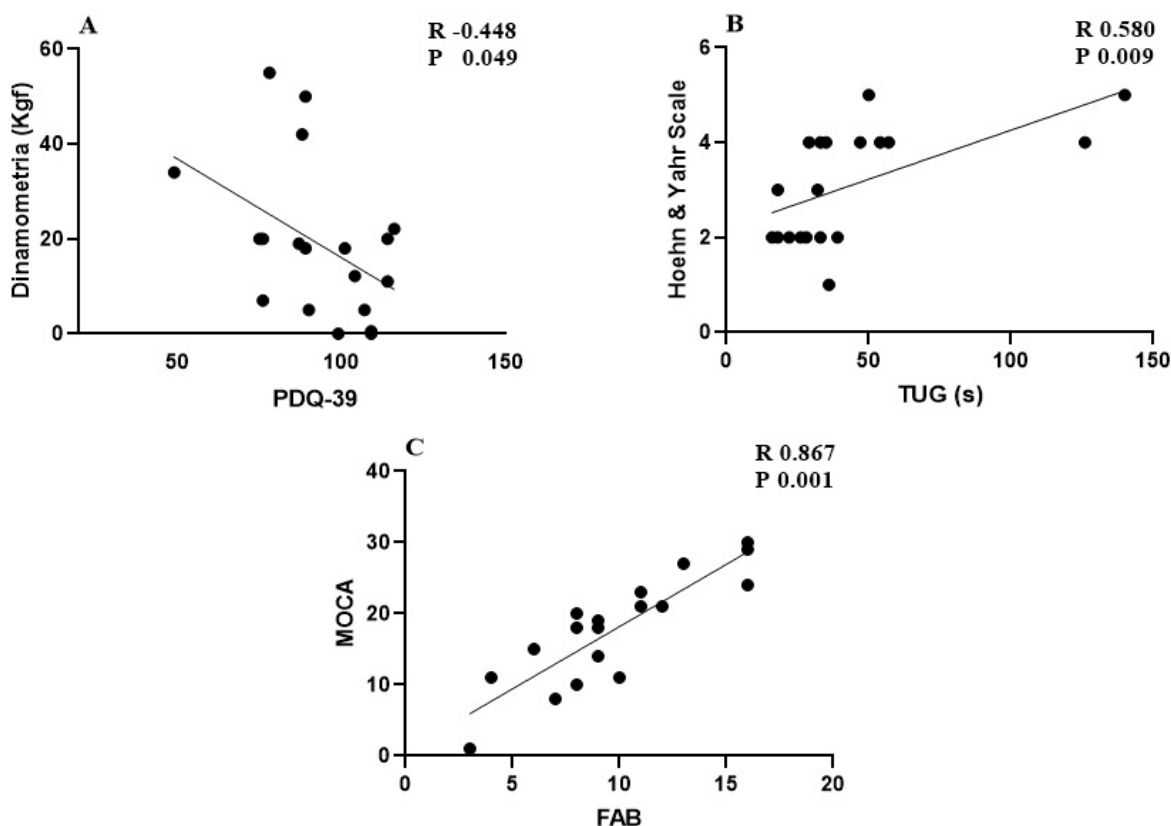 A
R -0.448
P 0.049
60
40
20
0
Dinamometria (Kgf)
50
100
150
PDQ-39
B
R 0.580
P 0.009
6
4
2
0
Hoehn & Yahr Scale
0
50
100
150
TUG (s)
C
R 0.867
P 0.001
40
30
20
10
0
MOCA
0
5
10
15
20
FAB